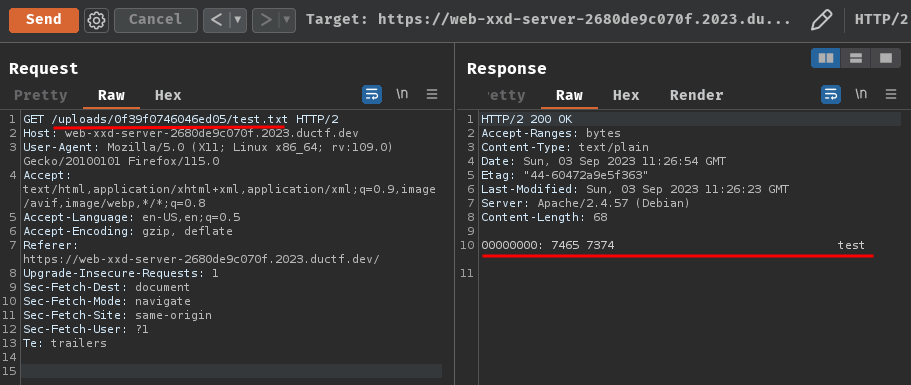 Send Cancel < ▼ > ▼ Target: https://web-xxd-server-2680de9c070f.2023.du... HTTP/2
Request
Pretty Raw Hex \n
1 GET /uploads/0f39f0746046ed05/test.txt HTTP/2
2 Host: web-xxd-server-2680de9c070f.2023.ductf.dev
3 User-Agent: Mozilla/5.0 (X11; Linux x86_64; rv:109.0)
Gecko/20100101 Firefox/115.0
4 Accept:
text/html,application/xhtml+xml,application/xml;q=0.9,image
/avif,image/webp,*/*;q=0.8
5 Accept-Language: en-US,en;q=0.5
6 Accept-Encoding: gzip, deflate
7 Referer:
https://web-xxd-server-2680de9c070f.2023.ductf.dev/
8 Upgrade-Insecure-Requests: 1
9 Sec-Fetch-Dest: document
10 Sec-Fetch-Mode: navigate
11 Sec-Fetch-Site: same-origin
12 Sec-Fetch-User: ?1
13 Te: trailers
14
15
Response
etty Raw Hex Render \n
1 HTTP/2 200 OK
2 Accept-Ranges: bytes
3 Content-Type: text/plain
4 Date: Sun, 03 Sep 2023 11:26:54 GMT
5 Etag: "44-60472a9e5f363"
6 Last-Modified: Sun, 03 Sep 2023 11:26:23 GMT
7 Server: Apache/2.4.57 (Debian)
8 Content-Length: 68
9
10 00000000: 7465 7374 test
11